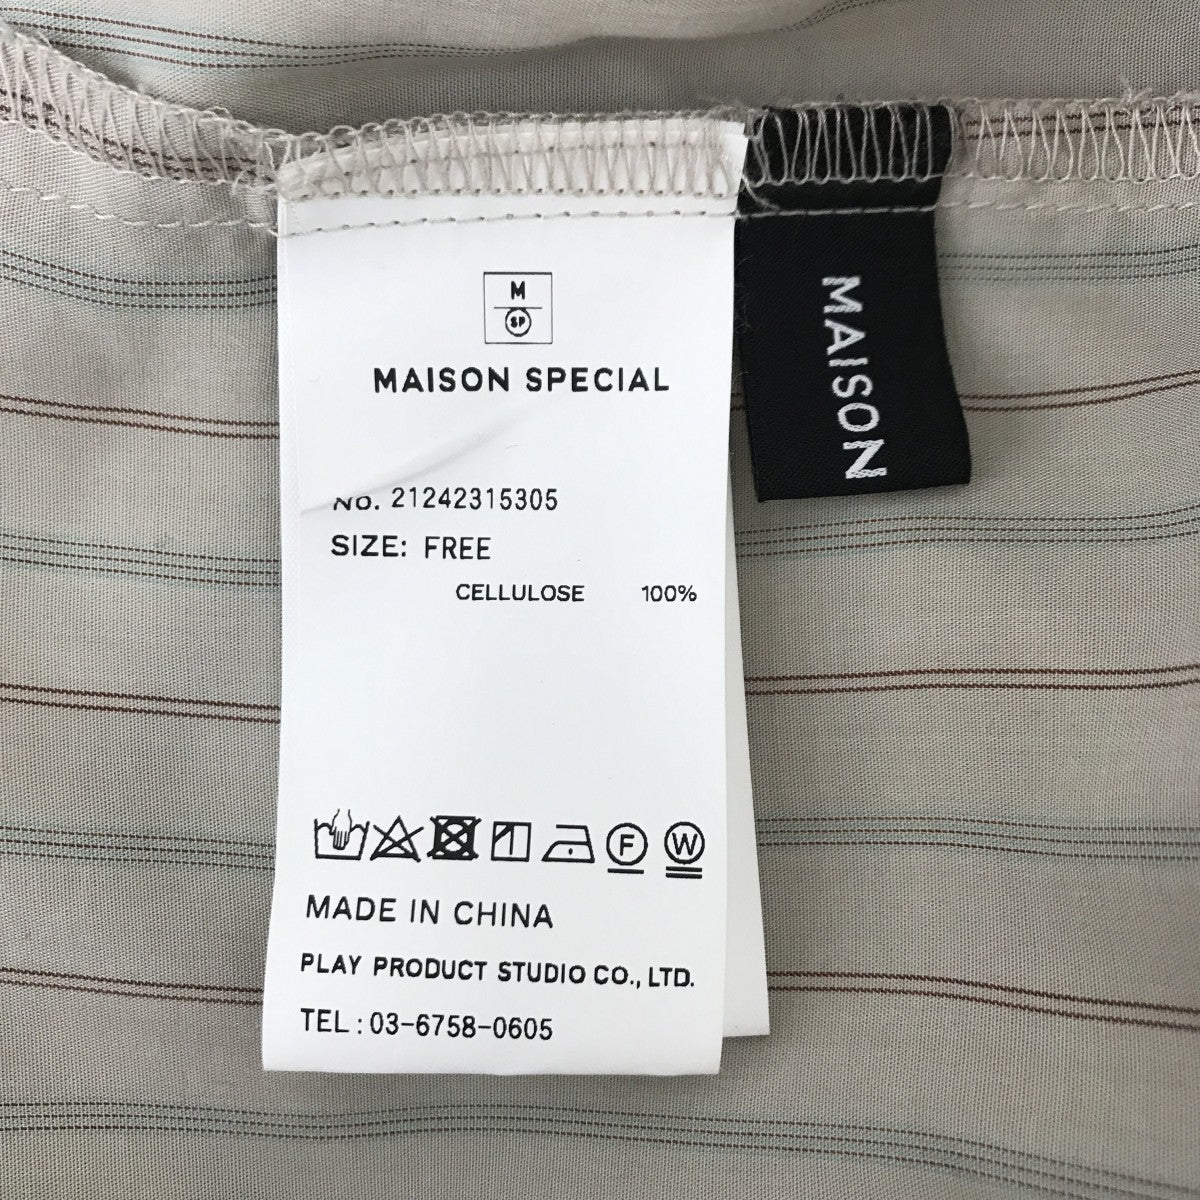 M
SP
MAISON SPECIAL
No. 21242315305
SIZE: FREE
CELLULOSE 100%
F W
MADE IN CHINA
PLAY PRODUCT STUDIO CO., LTD.
TEL : 03-6758-0605
MAISON